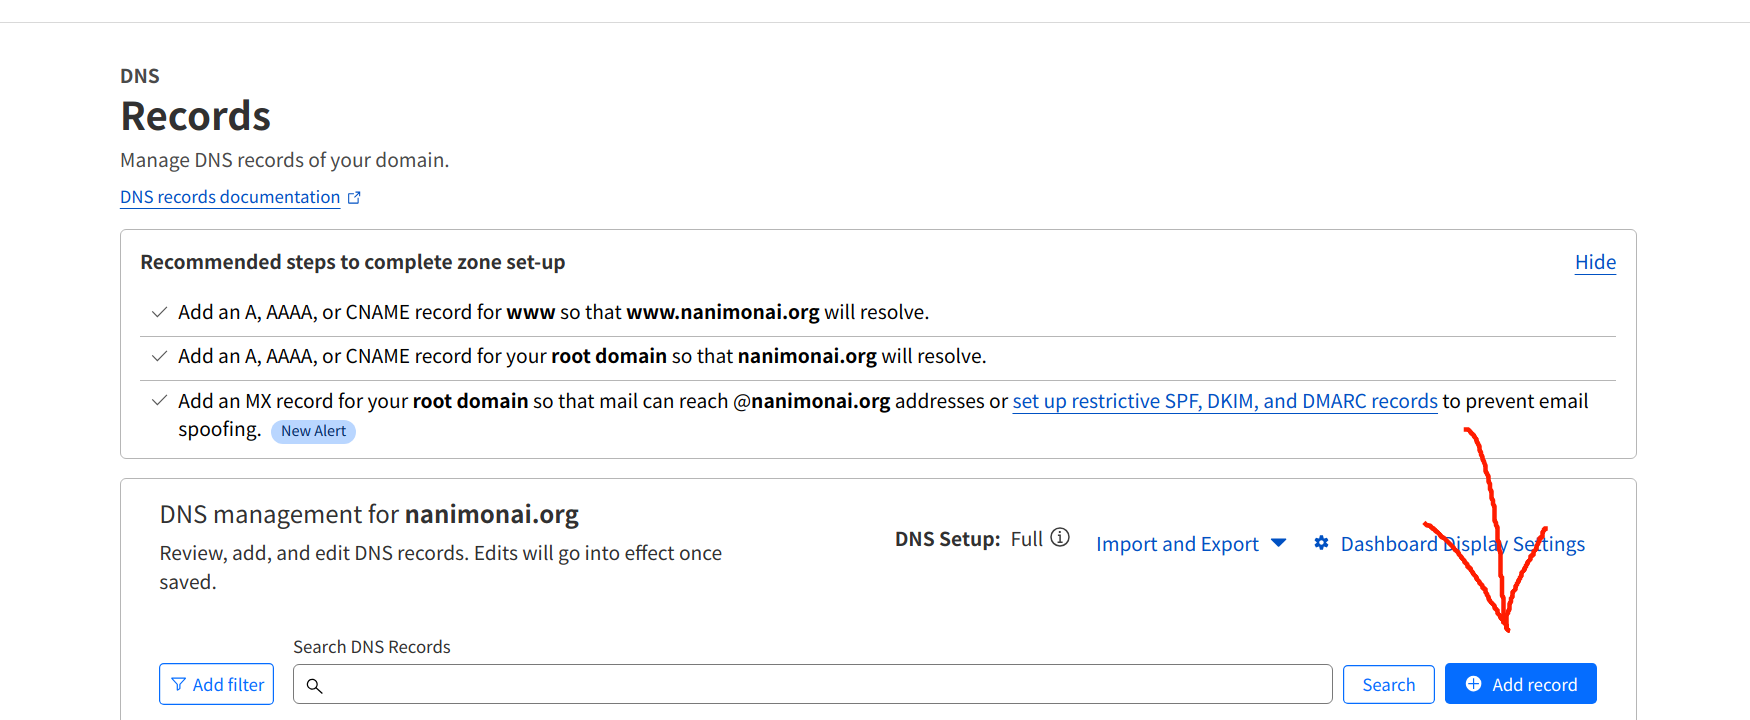 DNS
Records
Manage DNS records of your domain.
DNS records documentation
Recommended steps to complete zone set-up
Hide
Add an A, AAAA, or CNAME record for www so that www.nanimonai.org will resolve.
Add an A, AAAA, or CNAME record for your root domain so that nanimonai.org will resolve.
Add an MX record for your root domain so that mail can reach @nanimonai.org addresses or set up restrictive SPF, DKIM, and DMARC records to prevent email
spoofing. New Alert
DNS management for nanimonai.org
Review, add, and edit DNS records. Edits will go into effect once
saved.
DNS Setup: Full
Import and Export
Dashboard Display Settings
Search DNS Records
Add filter
Search
Add record